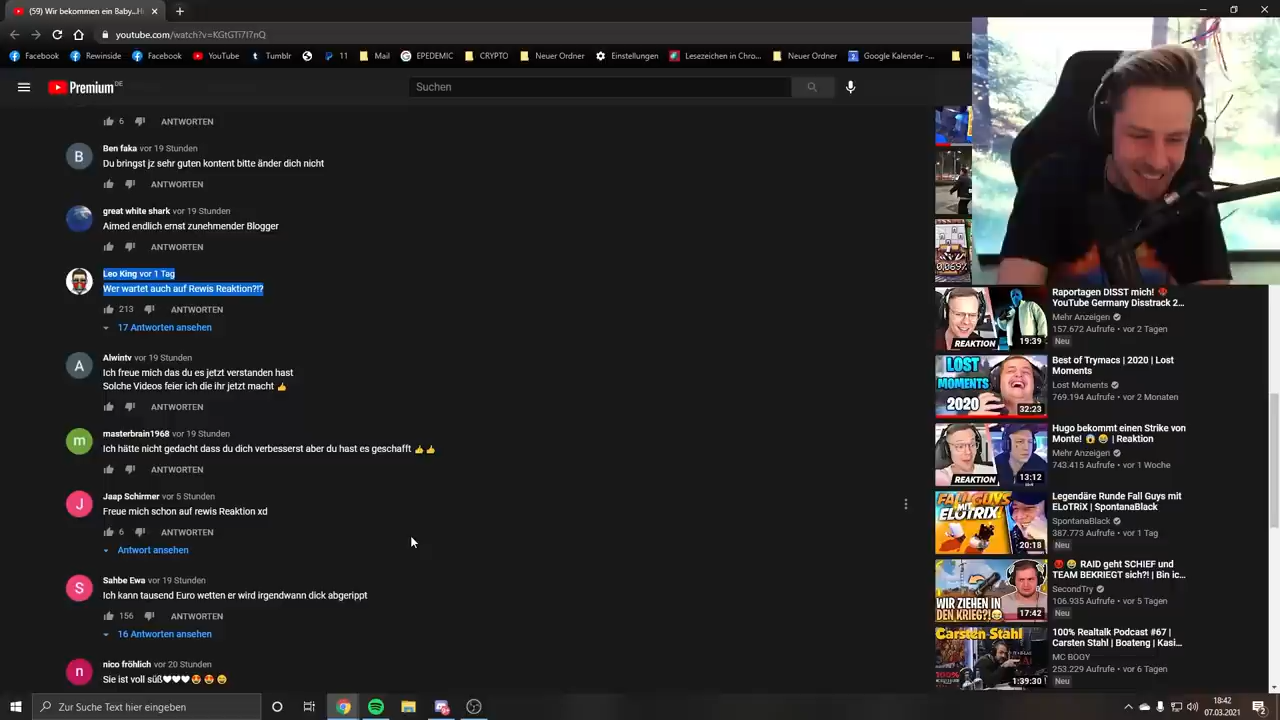 (59) Wir bekommen ein Baby...H
youtube.com/watch?v=KGtGTi7I7nQ
Facebook
Rewinside
Facebook
YouTube
tumblr
11
Mail
EPEDEMIC
CRYPTO
Neuer Ordner
Einstellungen
Lesezeichen in Chro...
Neuer Ordner
Google Kalender -...
Premium DE
Suchen
6 ANTWORTEN
B
Ben faka vor 19 Stunden
Du bringst jz sehr guten kontent bitte änder dich nicht
ANTWORTEN
great white shark vor 19 Stunden
Aimed endlich ernst zunehmender Bürger
ANTWORTEN
Leo King vor 1 Tag
Wer wartet auch auf Rewis Reaktion?!?
213 ANTWORTEN
17 Antworten ansehen
A
Alwintv vor 19 Stunden
Ich freue mich das du es jetzt verstanden hast
Solche Videos feier ich die ihr jetzt macht 👍
ANTWORTEN
m
masterbrain1968 vor 19 Stunden
Ich hätte nicht gedacht dass du dich veränderst aber du hast es geschafft 👍👍
ANTWORTEN
J
Jaap Schirmer vor 5 Stunden
Freue mich schon auf rewis Reaktion xd
6 ANTWORTEN
Antwort ansehen
S
Sahbe Ewa vor 19 Stunden
Ich kann tausend Euro wetten er wird irgendwann dick abgerippt
156 ANTWORTEN
16 Antworten ansehen
n
nico fröhlich vor 20 Stunden
Sie ist voll süß♥♥♥😍😍😄
0,069%
REAKTION
19:39
Raportagen DISST mich! 👹
YouTube Germany Disstrack 2...
Mehr Anzeigen
157.672 Aufrufe • vor 2 Tagen
Neu
LOST
MOMENTS
2020
32:23
Best of Trymacs | 2020 | Lost
Moments
Lost Moments
769.194 Aufrufe • vor 2 Monaten
REAKTION
13:12
Hugo bekommt einen Strike von
Monte! 😱 😂 | Reaktion
Mehr Anzeigen
743.415 Aufrufe • vor 1 Woche
FALL GUYS
MIT
ELOTRIX
20:18
Legendäre Runde Fall Guys mit
ELoTRiX | SpontanaBlack
SpontanaBlack
387.773 Aufrufe • vor 1 Tag
Neu
WIR ZIEHEN IN
DEN KRIEG?!
17:42
😡 😂 RAID geht SCHIEF und
TEAM BEKRIEGT sich?! | Bin ic...
SecondTry
106.935 Aufrufe • vor 5 Tagen
Neu
Carsten Stahl
100%
1:39:30
100% Realtalk Podcast #67 |
Carsten Stahl | Boateng | Kasi...
MC BOGY
253.229 Aufrufe • vor 6 Tagen
Neu
Zur Suche Text hier eingeben
18:42
07.03.2021
2